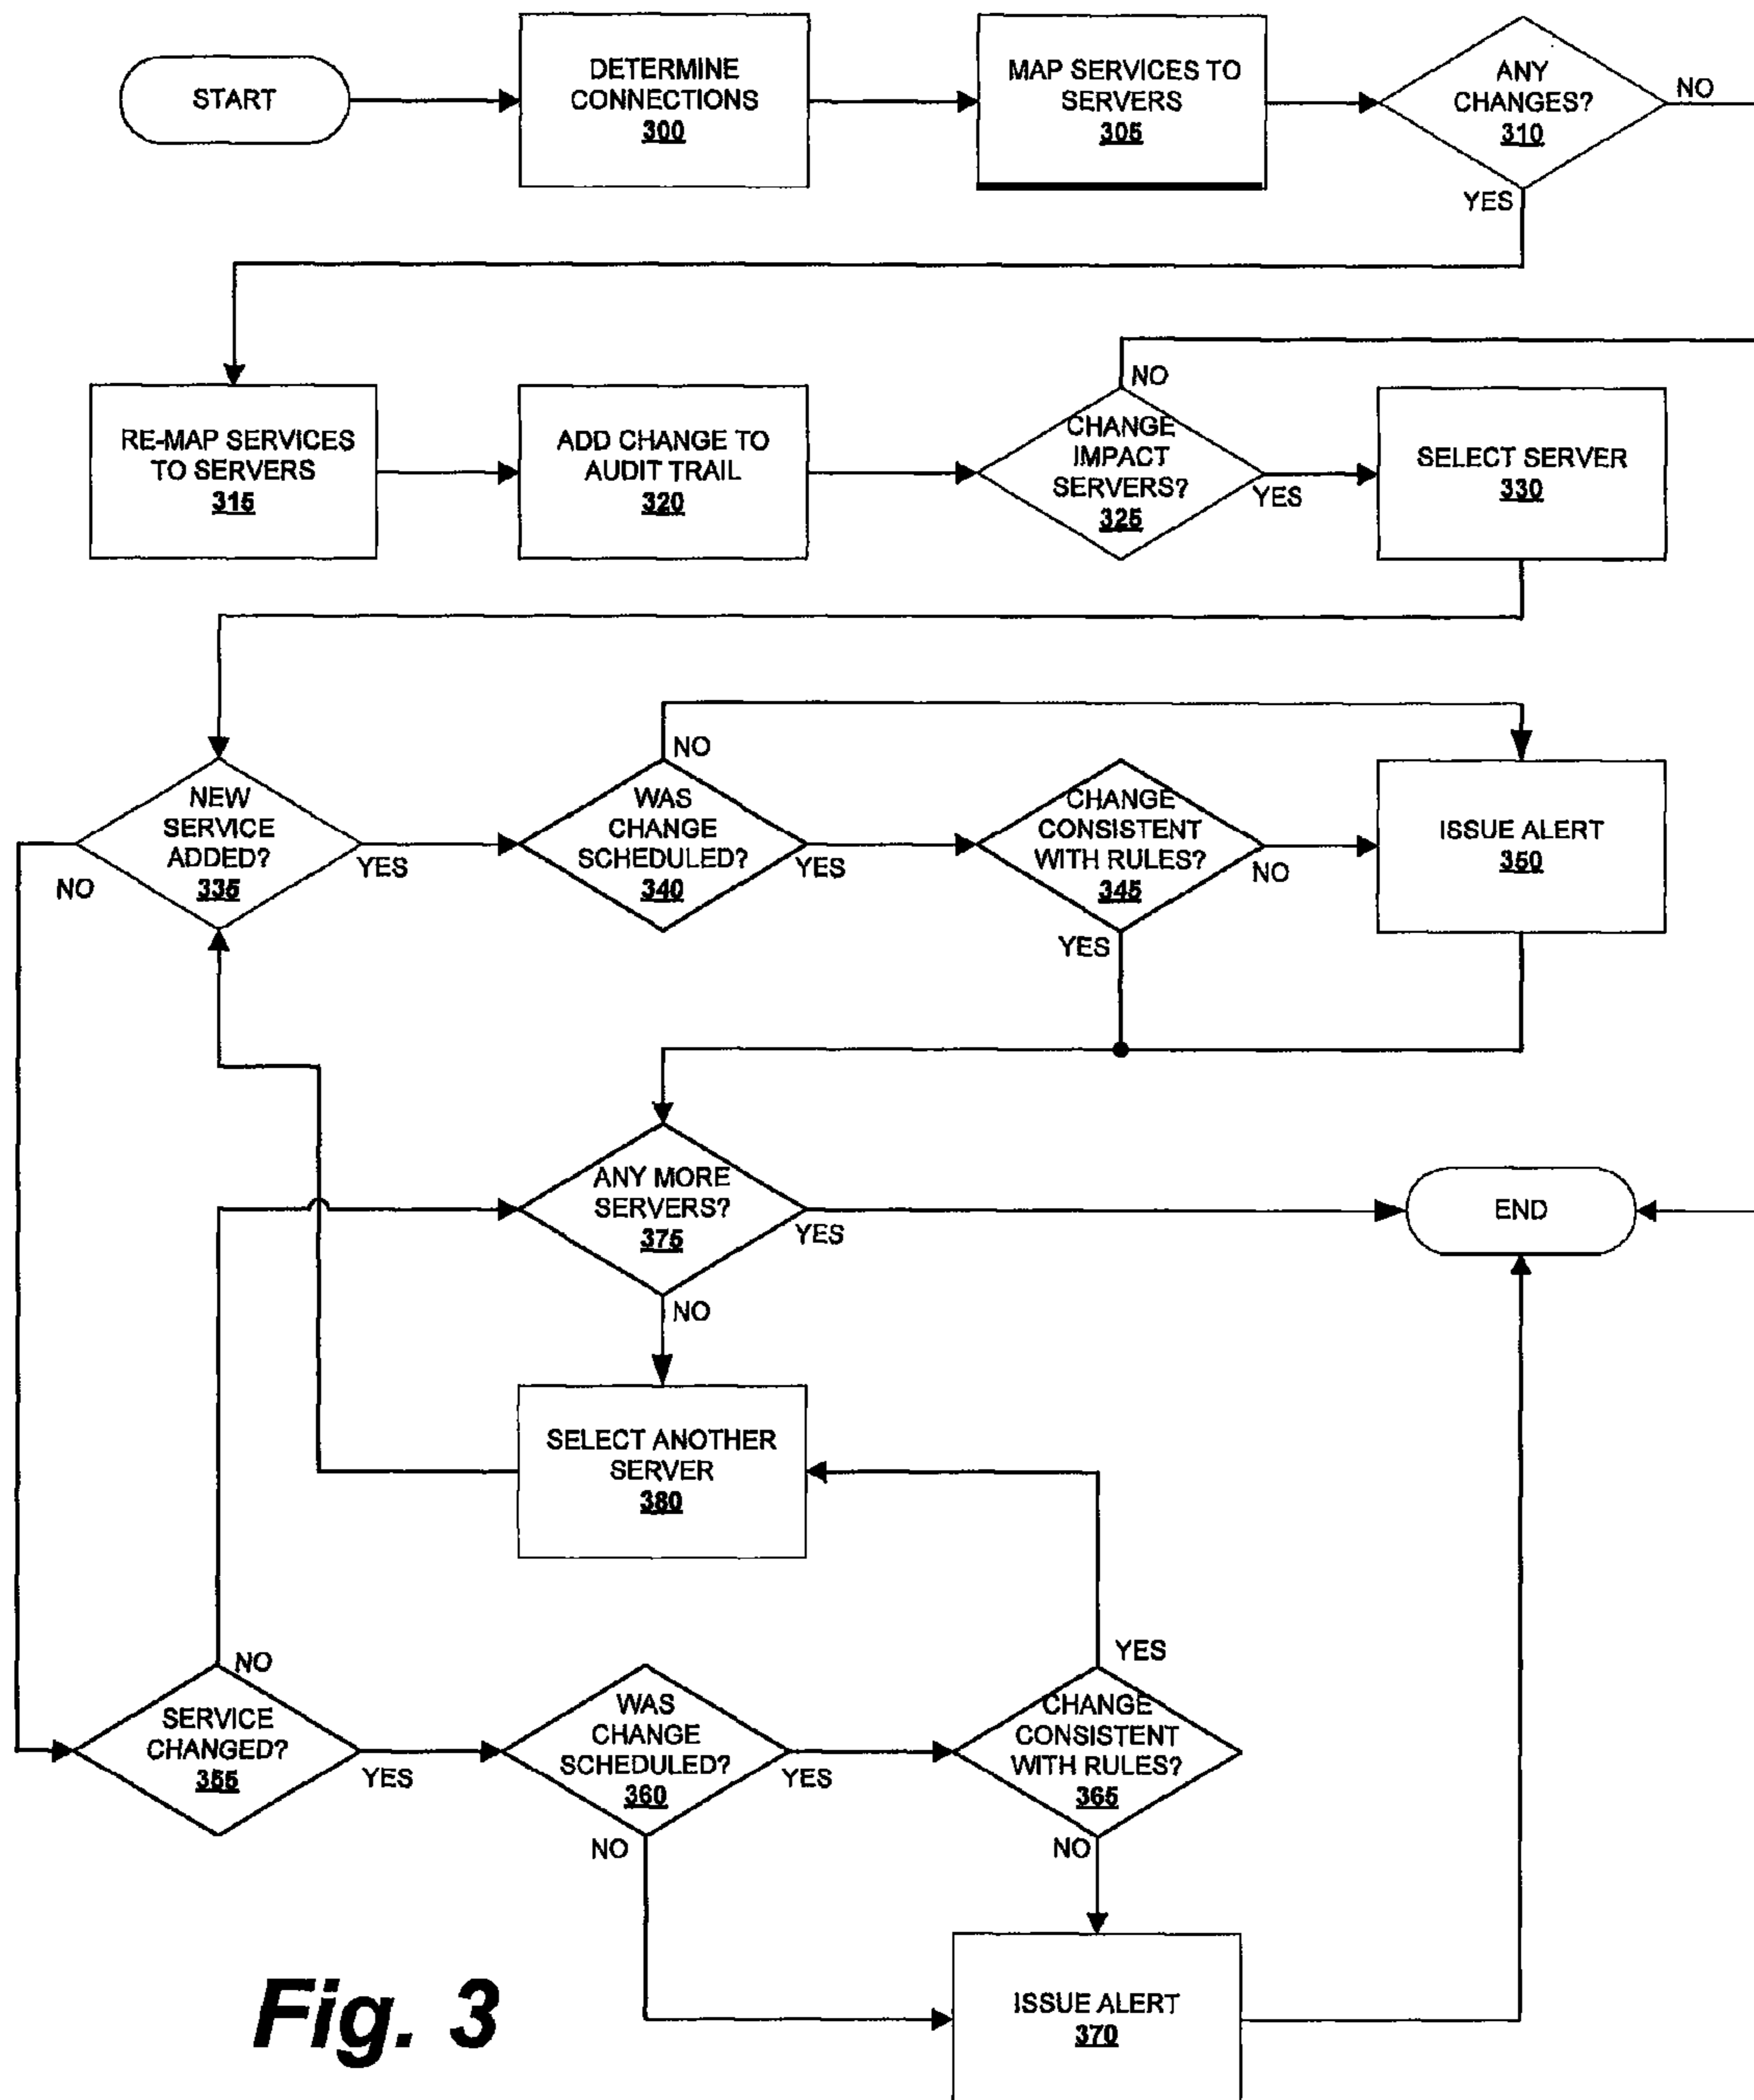 START
DETERMINE
CONNECTIONS
300
MAP SERVICES TO
SERVERS
305
ANY
CHANGES?
310
NO
YES
RE-MAP SERVICES
TO SERVERS
315
ADD CHANGE TO
AUDIT TRAIL
320
NO
CHANGE
IMPACT
SERVERS?
325
YES
SELECT SERVER
330
NEW
SERVICE
ADDED?
335
NO
YES
NO
WAS
CHANGE
SCHEDULED?
340
YES
CHANGE
CONSISTENT
WITH RULES?
345
NO
YES
ISSUE ALERT
350
ANY MORE
SERVERS?
375
YES
NO
END
SELECT ANOTHER
SERVER
380
NO
SERVICE
CHANGED?
355
YES
WAS
CHANGE
SCHEDULED?
360
YES
NO
YES
CHANGE
CONSISTENT
WITH RULES?
365
NO
ISSUE ALERT
370
Fig. 3